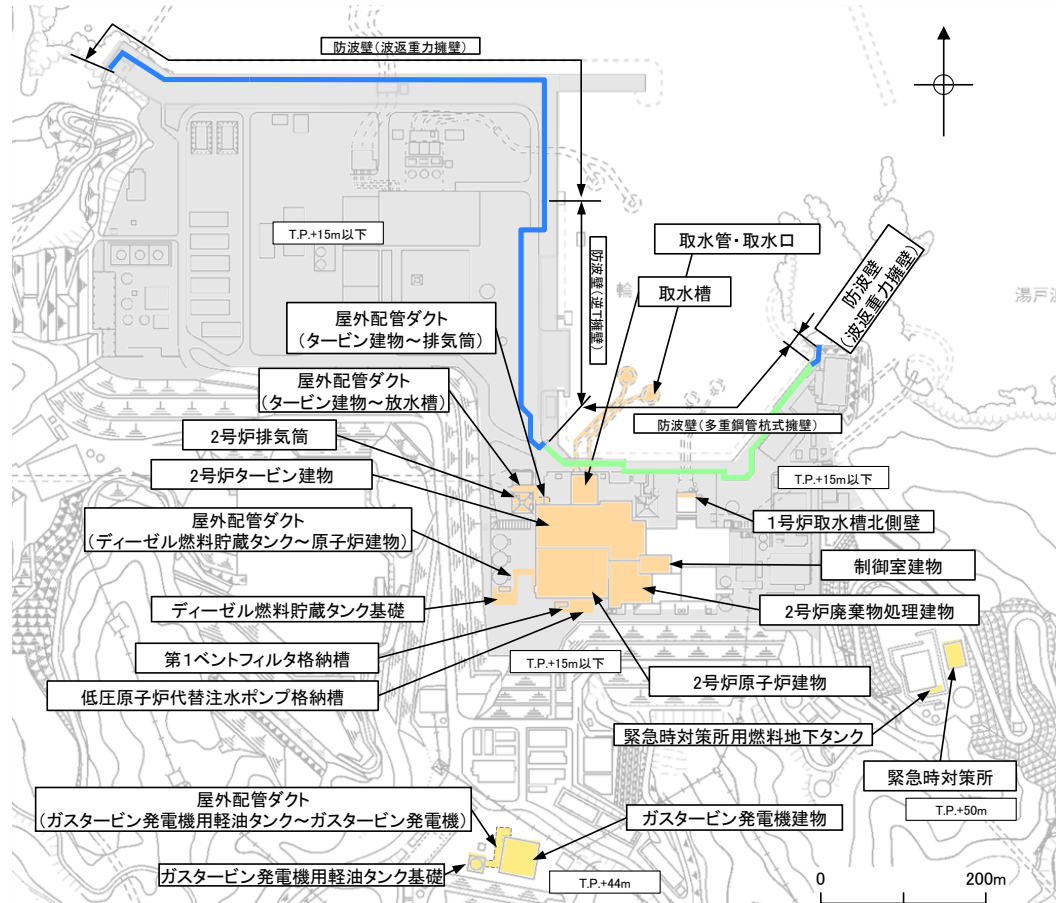 防波壁(波返重力擁壁)
T.P.+15m以下
防波壁(逆T擁壁)
輪
取水管・取水口
取水槽
防波壁
(波返重力擁壁)
湯戸
屋外配管ダクト
(タービン建物～排気筒)
屋外配管ダクト
(タービン建物～放水槽)
防波壁(多重鋼管杭式擁壁)
2号炉排気筒
2号炉タービン建物
T.P.+15m以下
屋外配管ダクト
(ディーゼル燃料貯蔵タンク～原子炉建物)
1号炉取水槽北側壁
制御室建物
ディーゼル燃料貯蔵タンク基礎
2号炉廃棄物処理建物
第1ベントフィルタ格納槽
T.P.+15m以下
2号炉原子炉建物
低圧原子炉代替注水ポンプ格納槽
緊急時対策所用燃料地下タンク
緊急時対策所
T.P.+50m
屋外配管ダクト
(ガスタービン発電機用軽油タンク～ガスタービン発電機)
ガスタービン発電機建物
ガスタービン発電機用軽油タンク基礎
T.P.+44m
0 200m